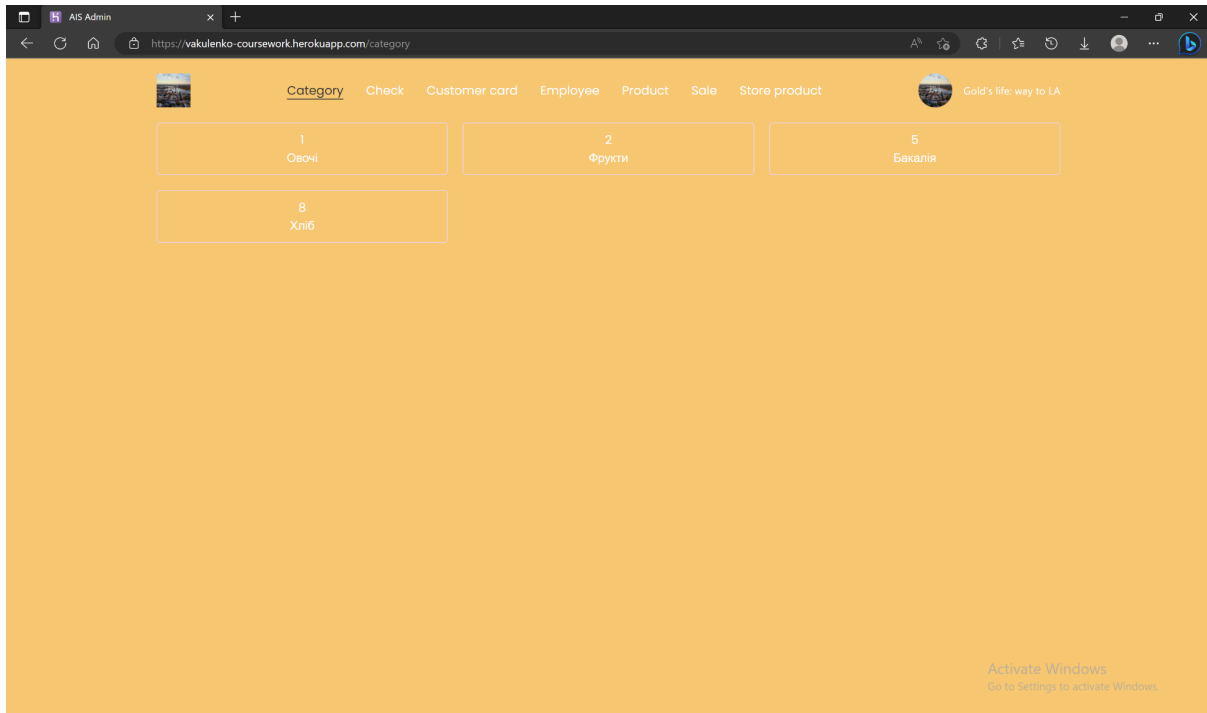 AIS Admin
https://vakulenko-coursework.herokuapp.com/category
Category Check Customer card Employee Product Sale Store product Gold's life: way to LA
1
Овочі
2
Фрукти
5
Бакалія
8
Хліб
Activate Windows
Go to Settings to activate Windows.